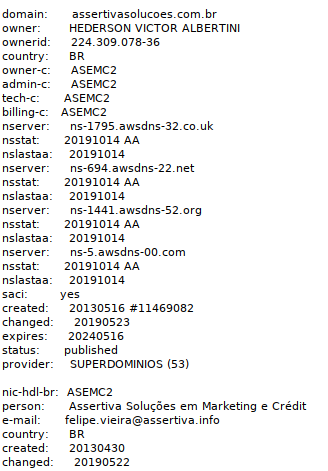 domain: assertivasolucoes.com.br
owner: HEDERSON VICTOR ALBERTINI
ownerid: 224.309.078-36
country: BR
owner-c: ASEMC2
admin-c: ASEMC2
tech-c: ASEMC2
billing-c: ASEMC2
nserver: ns-1795.awsdns-32.co.uk
nsstat: 20191014 AA
nslastaa: 20191014
nserver: ns-694.awsdns-22.net
nsstat: 20191014 AA
nslastaa: 20191014
nserver: ns-1441.awsdns-52.org
nsstat: 20191014 AA
nslastaa: 20191014
nserver: ns-5.awsdns-00.com
nsstat: 20191014 AA
nslastaa: 20191014
saci: yes
created: 20130516 #11469082
changed: 20190523
expires: 20240516
status: published
provider: SUPERDOMINIOS (53)
nic-hdl-br: ASEMC2
person: Assertiva Soluções em Marketing e Crédit
e-mail: felipe.vieira@assertiva.info
country: BR
created: 20130430
changed: 20190522